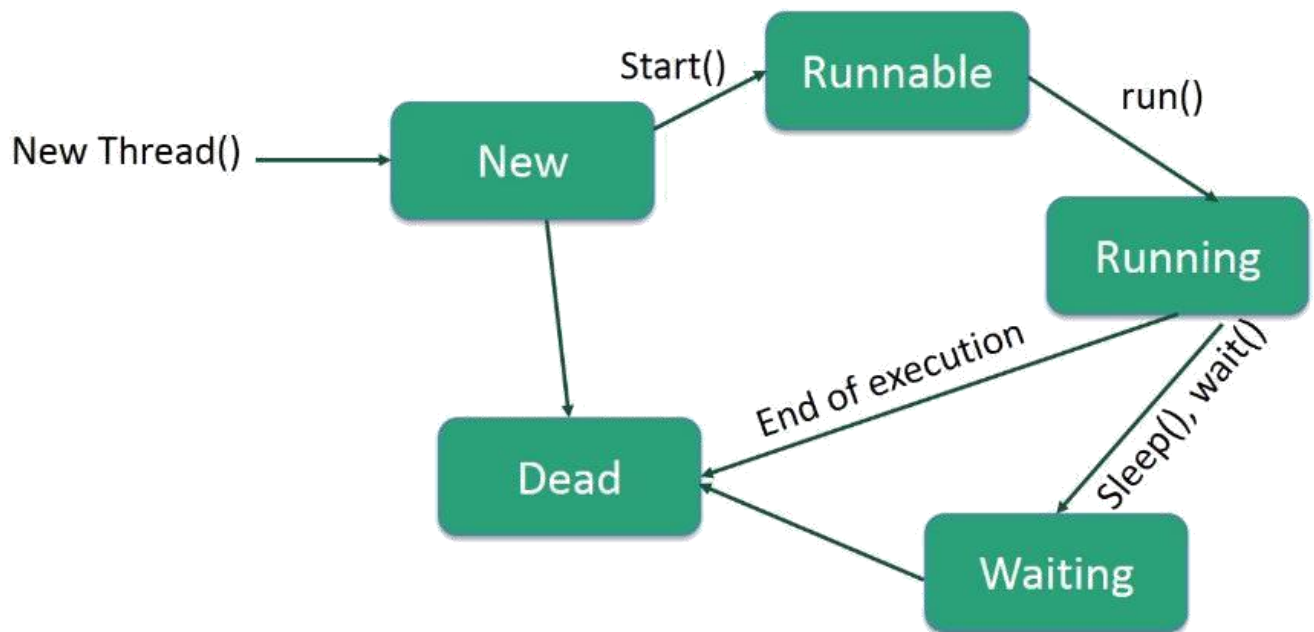 Start()
Runnable
run()
New Thread()
New
Running
End of execution
Sleep(), wait()
Dead
Waiting